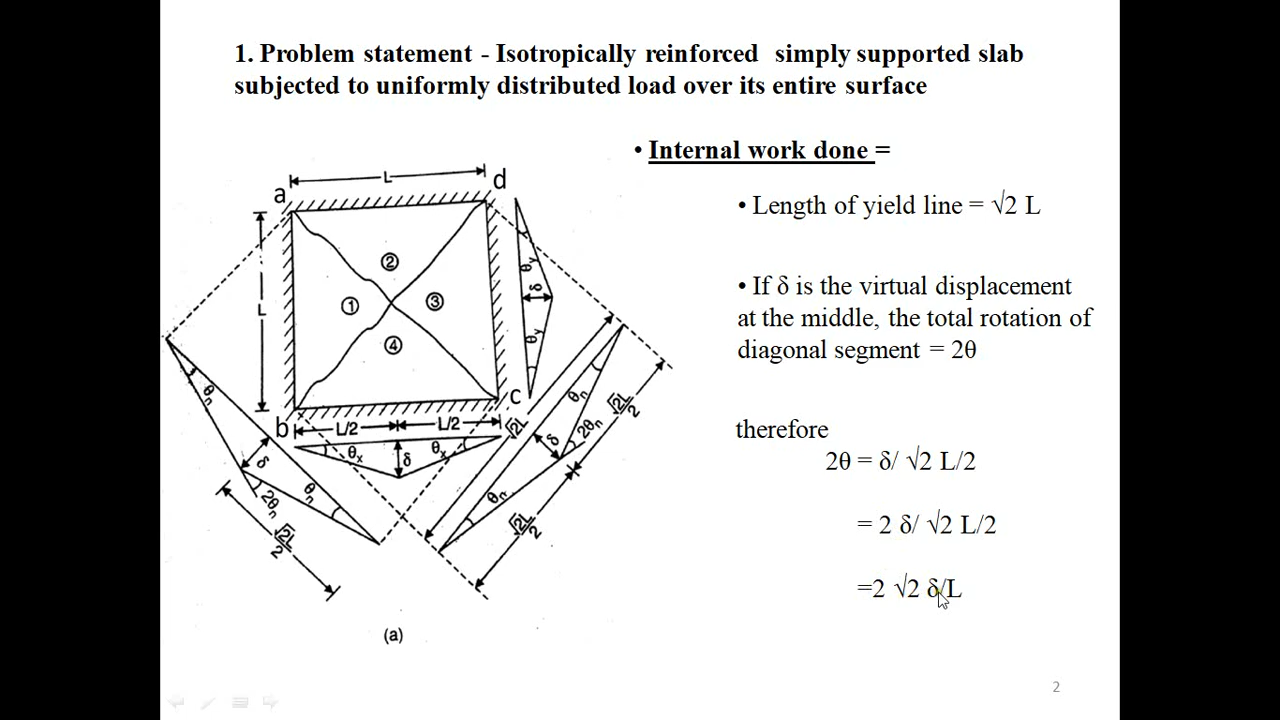 1. Problem statement - Isotropically reinforced simply supported slab
subjected to uniformly distributed load over its entire surface
• Internal work done =
• Length of yield line = √2 L
• If δ is the virtual displacement
at the middle, the total rotation of
diagonal segment = 2θ
therefore
2θ = δ/ √2 L/2
= 2 δ/ √2 L/2
=2 √2 δ/L
L
a
d
L
1
2
3
4
b
c
L/2
L/2
θx
δ
θx
θy
δ
θy
θn
δ
θn
2θn
√2L/2
√2L
θn
δ
2θn
θn
√2L/2
√2L/2
(a)
2